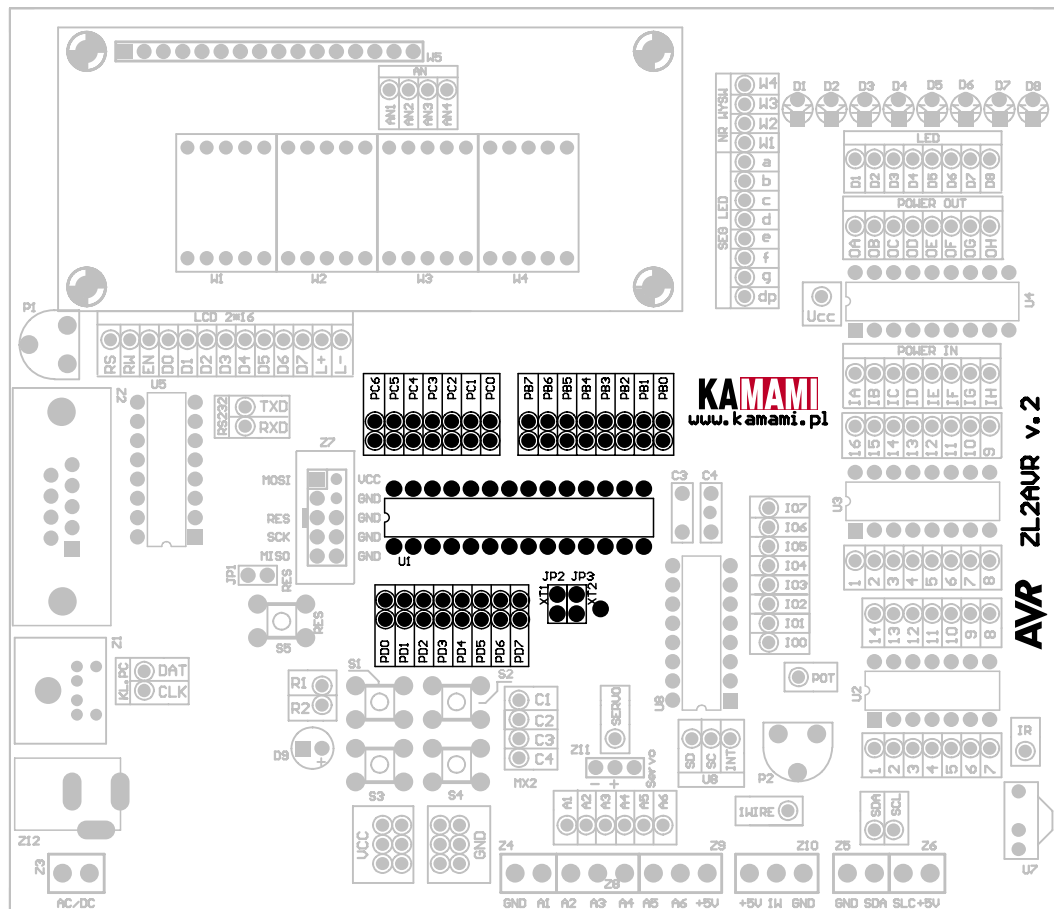 W5
AN
AN1 AN2 AN3 AN4
W1 W2 W3 W4
NR WYSW
W4
W3
W2
W1
SEG LED
a
b
c
d
e
f
g
dp
D1 D2 D3 D4 D5 D6 D7 D8
LED
D1 D2 D3 D4 D5 D6 D7 D8
POWER OUT
OA OB OC OD OE OF OG OH
Ucc
U4
P1
LCD 2*16
RS RW EN D0 D1 D2 D3 D4 D5 D6 D7 L+ L-
POWER IN
IA IB IC ID IE IF IG IH
16 15 14 13 12 11 10 9
U3
1 2 3 4 5 6 7 8
Z2
U5
RS232
TXD
RXD
PC6 PC5 PC4 PC3 PC2 PC1 PC0
PB7 PB6 PB5 PB4 PB3 PB2 PB1 PB0
KAMAMI
www.kamami.pl
AVR ZL2AVR v.2
Z7
MOSI VCC
GND
RES GND
SCK GND
MISO GND
U1
C3 C4
IO7
IO6
IO5
IO4
IO3
IO2
IO1
IO0
JP1
RES
RES
S5
JP2 JP3
XT1 XT2
PD0 PD1 PD2 PD3 PD4 PD5 PD6 PD7
14 13 12 11 10 9 8
U2
1 2 3 4 5 6 7
Z1
KL.PC
DAT
CLK
S1
S2
R1
R2
D9
+
C1
C2
C3
C4
MX2
S3 S4
SERVO
Z11
- +
Servo
U8
SD SC INT
U8
POT
P2
IR
U7
Z12
Z3
AC/DC
VCC
GND
A1 A2 A3 A4 A5 A6
1WIRE
SDA SCL
Z4 Z8 Z9
GND A1 A2 A3 A4 A5 A6 +5V
Z10
+5V 1W GND
Z5 Z6
GND SDA SLC +5V